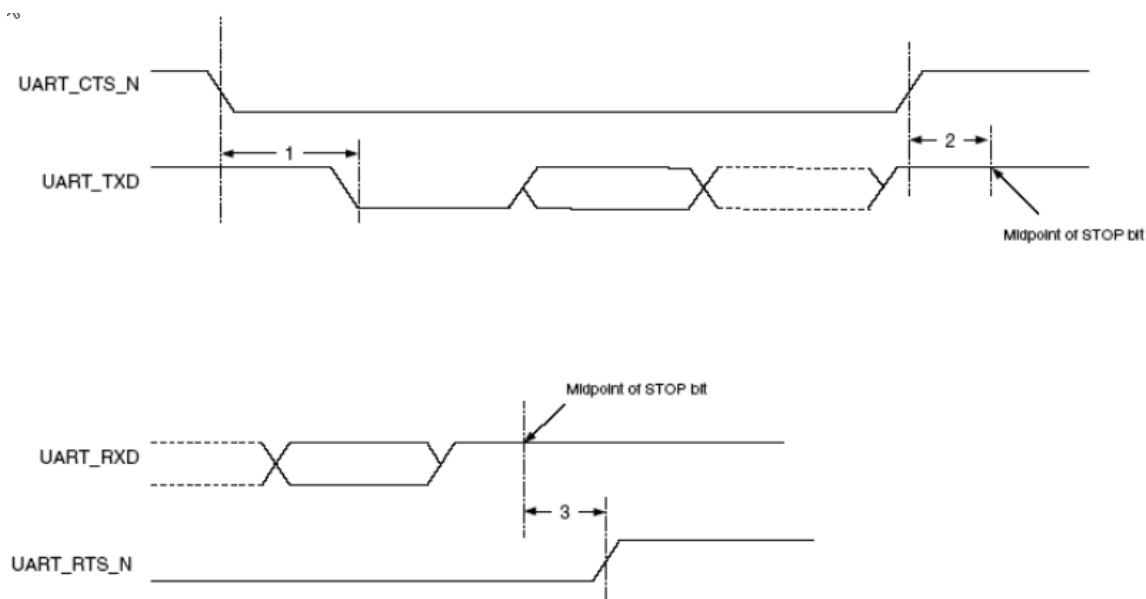 UART_CTS_N
1
2
UART_TXD
Midpoint of STOP bit
Midpoint of STOP bit
UART_RXD
3
UART_RTS_N